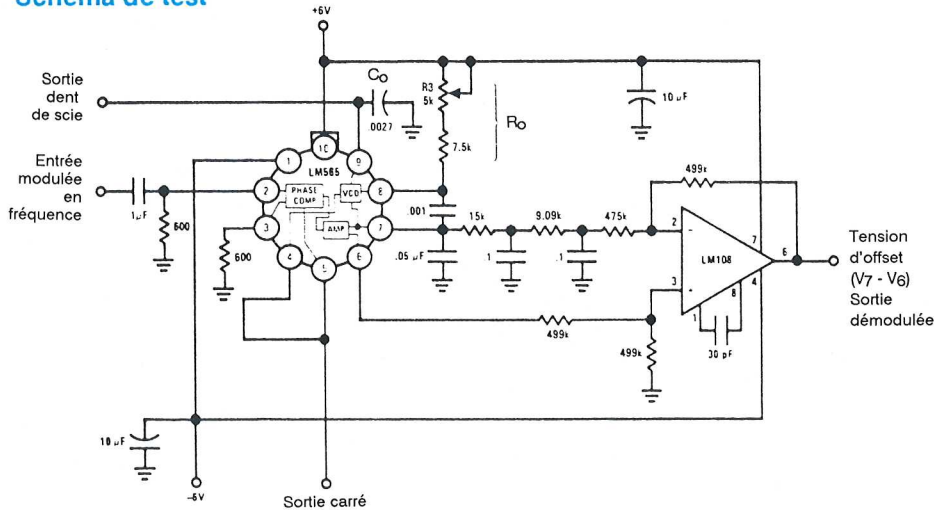 Schéma de test
+6V
Sortie
dent
de scie
Co
.0027
R3
5k
Ro
7.5k
10 µF
Entrée
modulée
en
fréquence
1µF
600
600
LM565
PHASE
COMP
VCO
AMP
1
2
3
4
5
6
7
8
9
10
.001
.05 µF
15k
.1
9.09k
.1
475k
499k
2
3
7
6
4
8
1
LM108
30 pF
499k
499k
Tension
d'offset
(V7 - V6)
Sortie
démodulée
10 µF
–6V
Sortie carré